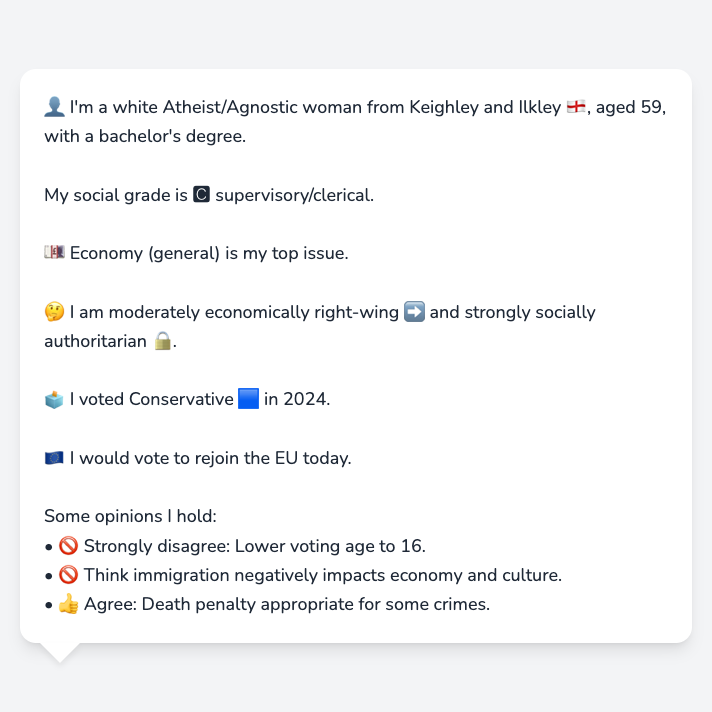 👤 I'm a white Atheist/Agnostic woman from Keighley and Ilkley 🏴󠁧󠁢󠁥󠁮󠁧󠁿, aged 59,
with a bachelor's degree.
My social grade is 🅲 supervisory/clerical.
💷 Economy (general) is my top issue.
🤔 I am moderately economically right-wing ➡️ and strongly socially
authoritarian 🔒.
🗳️ I voted Conservative 🟦 in 2024.
🇪🇺 I would vote to rejoin the EU today.
Some opinions I hold:
• 🚫 Strongly disagree: Lower voting age to 16.
• 🚫 Think immigration negatively impacts economy and culture.
• 👍 Agree: Death penalty appropriate for some crimes.